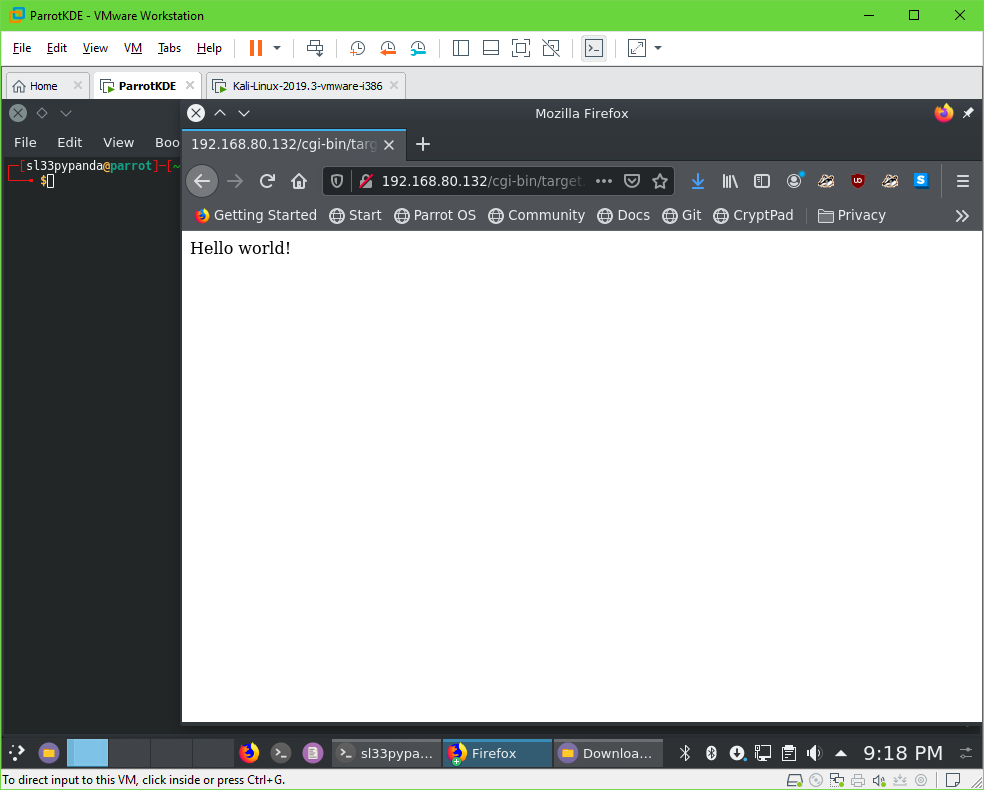 ParrotKDE - VMware Workstation
File Edit View VM Tabs Help
Home ParrotKDE Kali-Linux-2019.3-vmware-i386
Mozilla Firefox
File Edit View Boo
192.168.80.132/cgi-bin/targ
[sl33pypanda@parrot]-[~
$
192.168.80.132/cgi-bin/target.
UD
S
Getting Started Start Parrot OS Community Docs Git CryptPad Privacy
Hello world!
sl33pypa... Firefox Downloa... 9:18 PM
To direct input to this VM, click inside or press Ctrl+G.